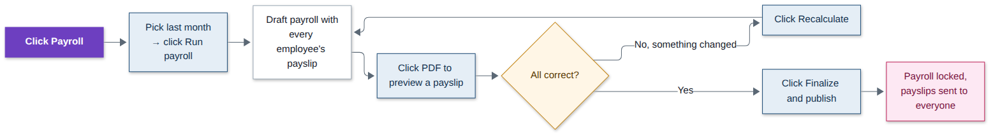 Click Payroll
Pick last month
→ click Run
payroll
Draft payroll with
every
employee's
payslip
Click PDF to
preview a payslip
All correct?
No, something changed
Click Recalculate
Yes
Click Finalize
and publish
Payroll locked,
payslips sent to
everyone